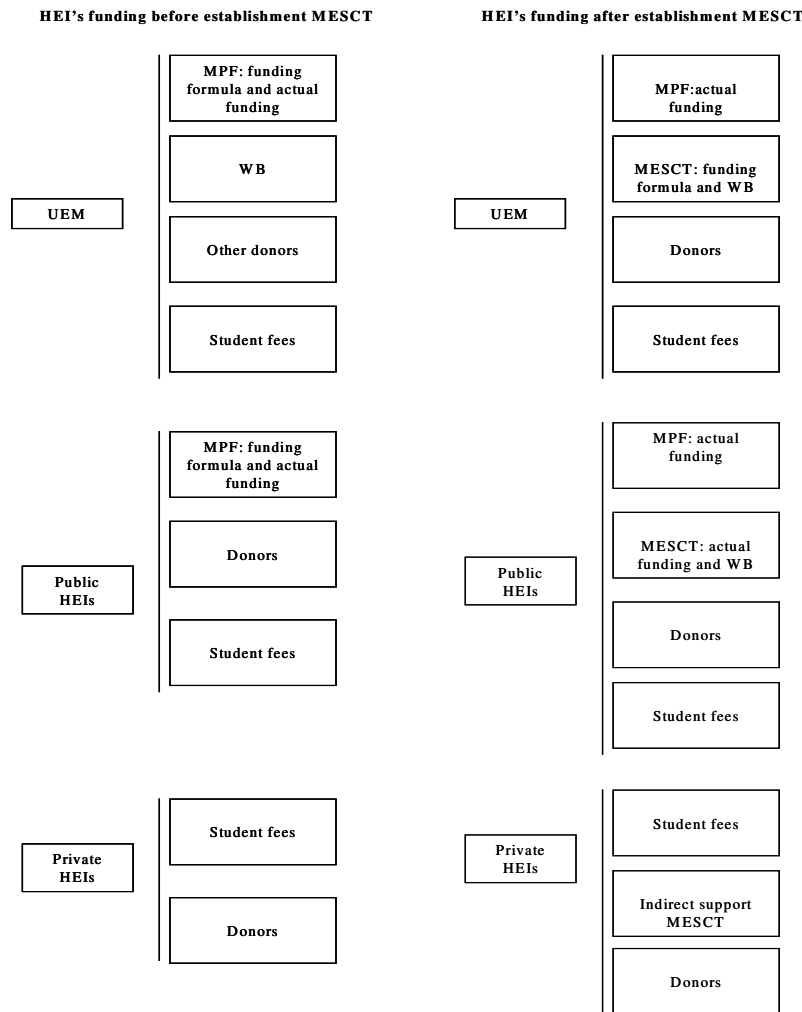 HEI's funding before establishment MESCT
MPF: funding
formula and actual
funding
WB
UEM
Other donors
Student fees
MPF: funding
formula and actual
funding
Donors
Public
HEIs
Student fees
Student fees
Private
HEIs
Donors
HEI's funding after establishment MESCT
MPF:actual
funding
MESCT: funding
formula and WB
UEM
Donors
Student fees
MPF: actual
funding
MESCT: actual
funding and WB
Public
HEIs
Donors
Student fees
Student fees
Private
HEIs
Indirect support
MESCT
Donors